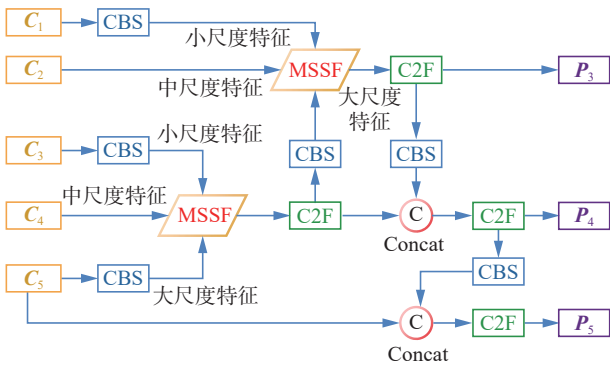 C₁
CBS
小尺度特征
C₂
中尺度特征
MSSF
C2F
P₃
大尺度
特征
C₃
CBS
小尺度特征
CBS
CBS
C₄
中尺度特征
MSSF
C2F
C
Concat
C2F
P₄
C₅
CBS
大尺度特征
CBS
C
Concat
C2F
P₅